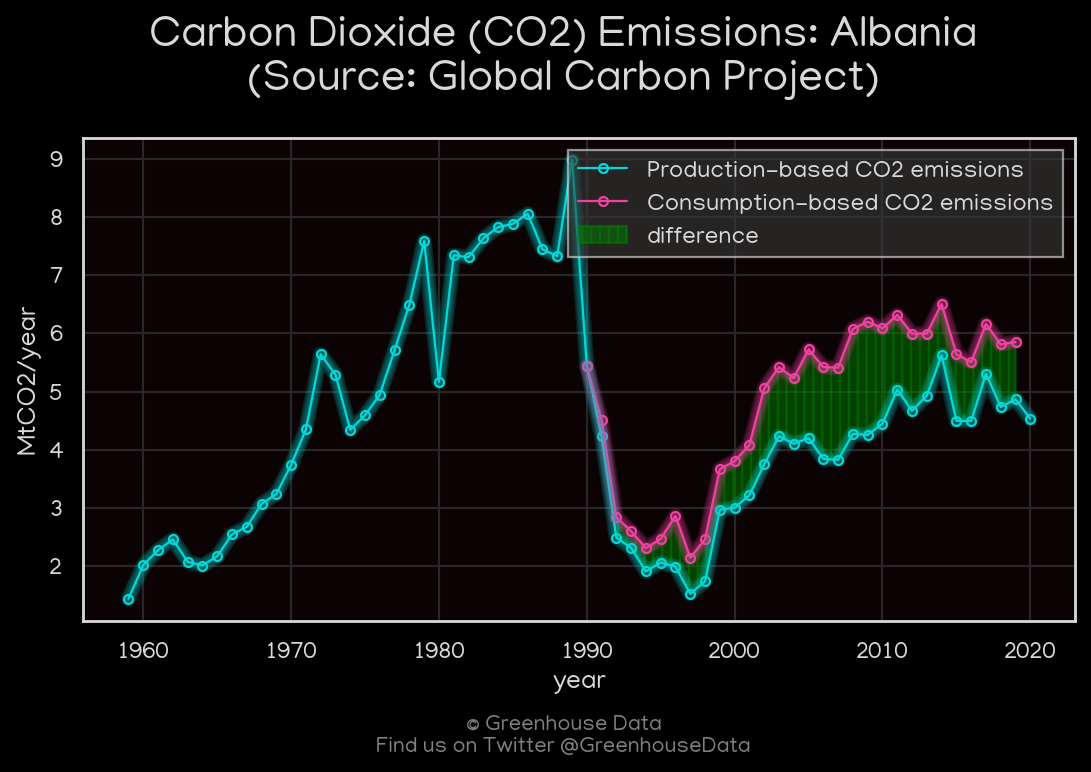 Carbon Dioxide (CO2) Emissions: Albania
(Source: Global Carbon Project)
9
8
7
6
5
4
3
2
MtCO2/year
Production-based CO2 emissions
Consumption-based CO2 emissions
difference
1960 1970 1980 1990 2000 2010 2020
year
© Greenhouse Data
Find us on Twitter @GreenhouseData